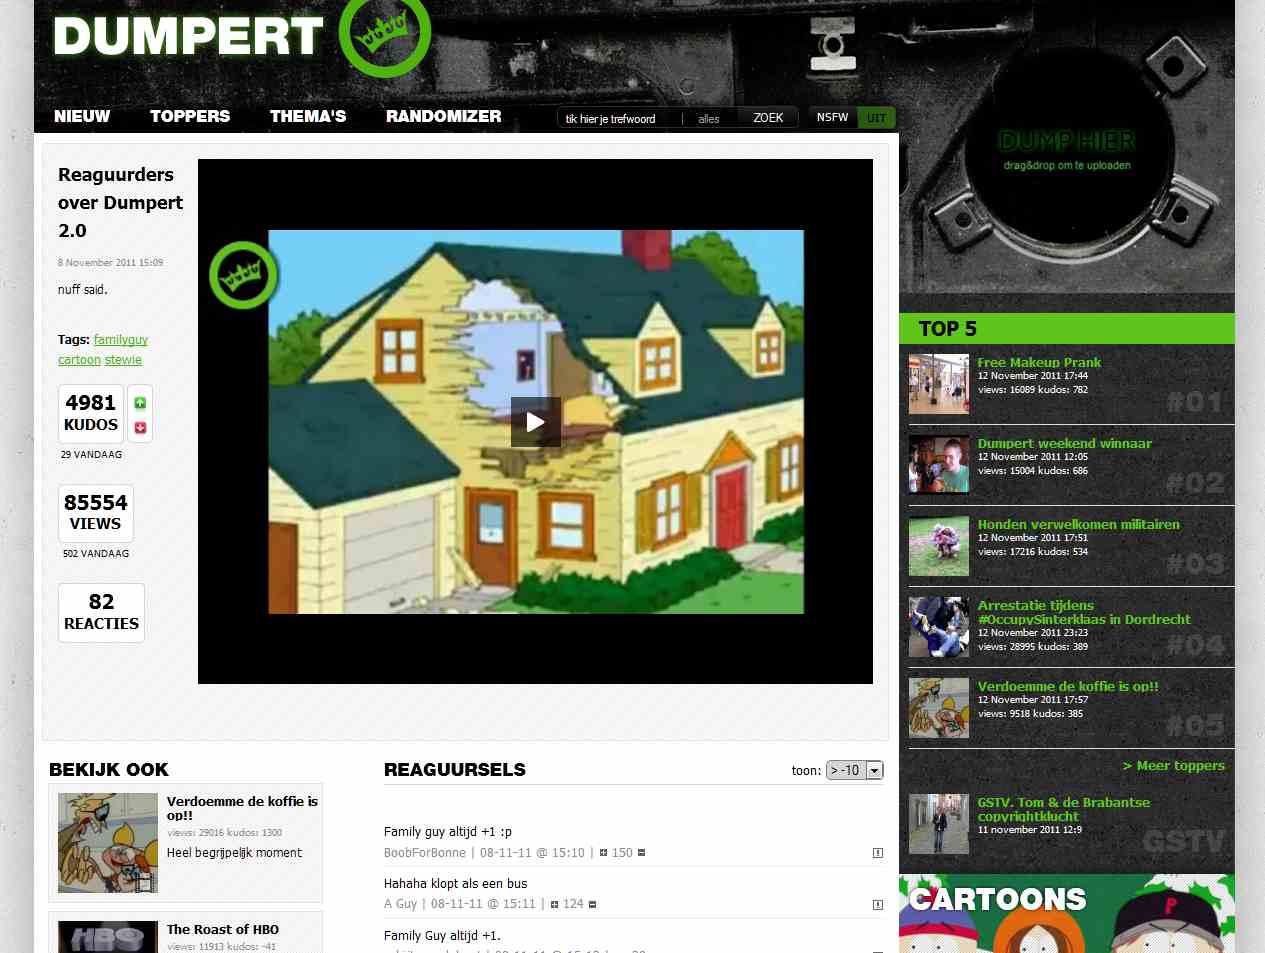 DUMPERT
NIEUW TOPPERS THEMA'S RANDOMIZER
tik hier je trefwoord | alles ZOEK NSFW UIT
DUMP HIER
drag&drop om te uploaden
Reaguurders
over Dumpert
2.0
8 November 2011 15:09
nuff said.
Tags: familyguy
cartoon stewie
4981
KUDOS
29 VANDAAG
85554
VIEWS
502 VANDAAG
82
REACTIES
TOP 5
Free Makeup Prank
12 November 2011 17:44
views: 16089 kudos: 782
#01
Dumpert weekend winnaar
12 November 2011 12:05
views: 15004 kudos: 686
#02
Honden verwelkomen militairen
12 November 2011 17:51
views: 17216 kudos: 534
#03
Arrestatie tijdens
#OccupySinterklaas in Dordrecht
12 November 2011 23:23
views: 28995 kudos: 389
#04
Verdoemme de koffie is op!!
12 November 2011 17:57
views: 9518 kudos: 385
#05
> Meer toppers
GSTV. Tom & de Brabantse
copyrightklucht
11 november 2011 12:9
GSTV
CARTOONS
P
BEKIJK OOK
Verdoemme de koffie is
op!!
views: 29016 kudos: 1300
Heel begrijpelijk moment
HBO
The Roast of HBO
views: 11913 kudos: -41
REAGUURSELS
toon: > -10
Family guy altijd +1 :p
BoobForBonne | 08-11-11 @ 15:10 | 150
Hahaha klopt als een bus
A Guy | 08-11-11 @ 15:11 | 124
Family Guy altijd +1.